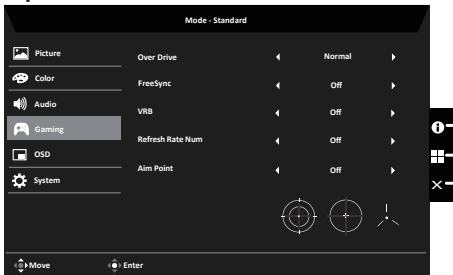 Mode - Standard
Picture
Over Drive Normal
Color
FreeSync Off
Audio
VRB Off
Gaming
Refresh Rate Num Off
OSD
Aim Point Off
System
Move Enter